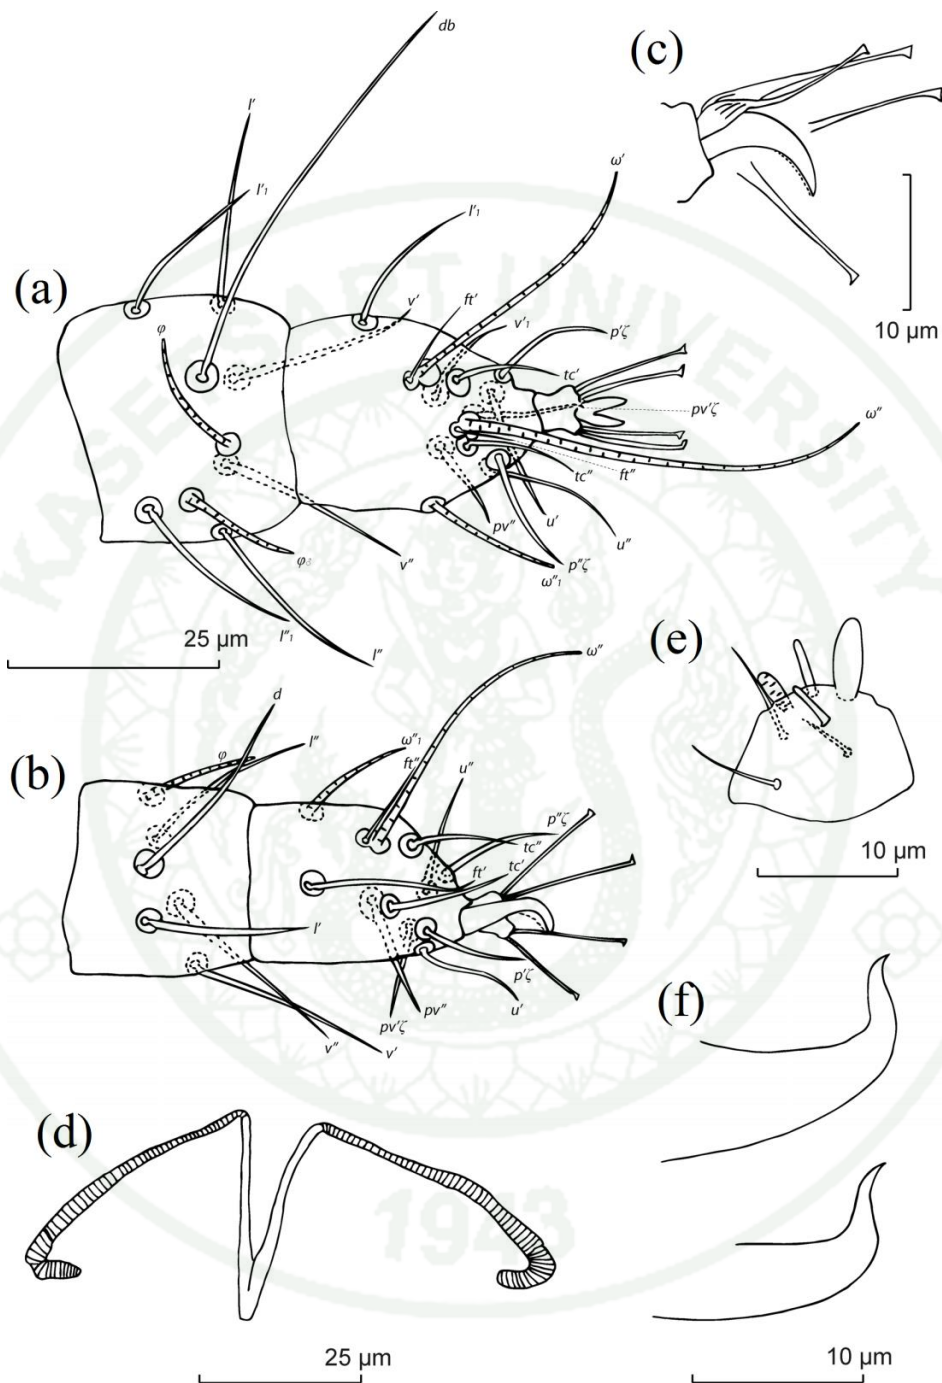 db
(c)
l′
l′₁
ω′
l′₁
10 µm
(a)
v′
ft′
v′₁
p′ζ
φ
tc′
pv′ζ
ω″
tc″
ft″
pv″
u′
u″
φ₃
v″
p″ζ
ω″₁
l″₁
l″
25 µm
(e)
ω″
d
l″
φ
ω″₁
ft″
u″
(b)
p″ζ
tc″
ft′
tc′
10 µm
l′
p′ζ
pv″
u′
pv′ζ
v″
v′
(f)
(d)
25 µm
10 µm
KASETSART UNIVERSITY
1943